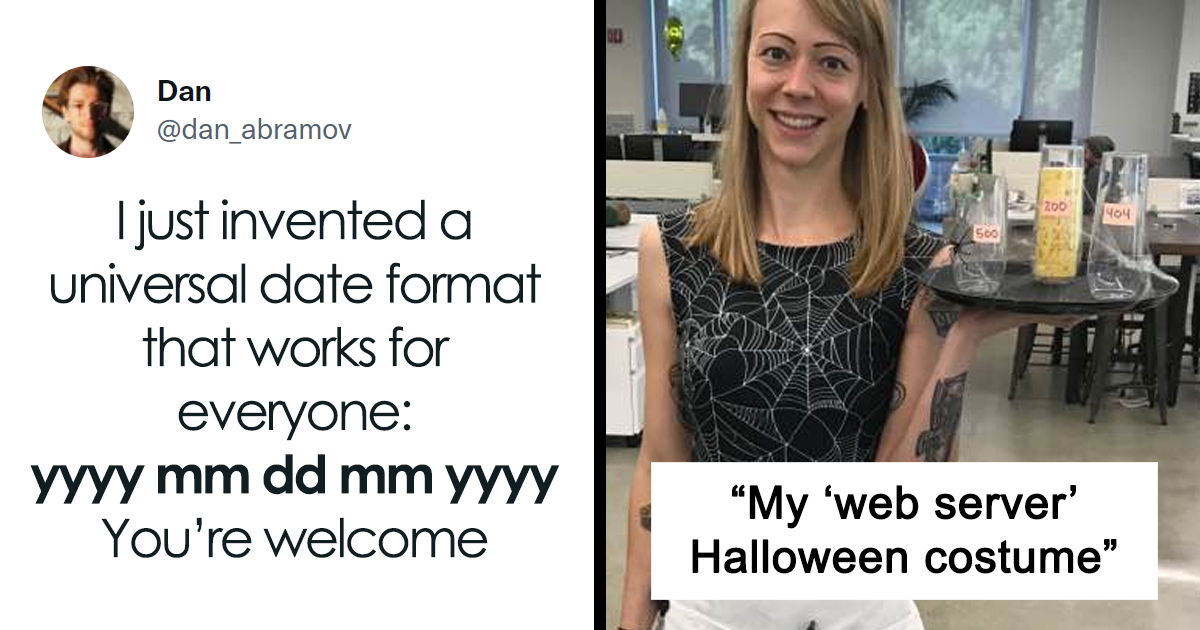 Dan
@dan_abramov
I just invented a
universal date format
that works for
everyone:
yyyy mm dd mm yyyy
You’re welcome
500
200
404
“My ‘web server’
Halloween costume”